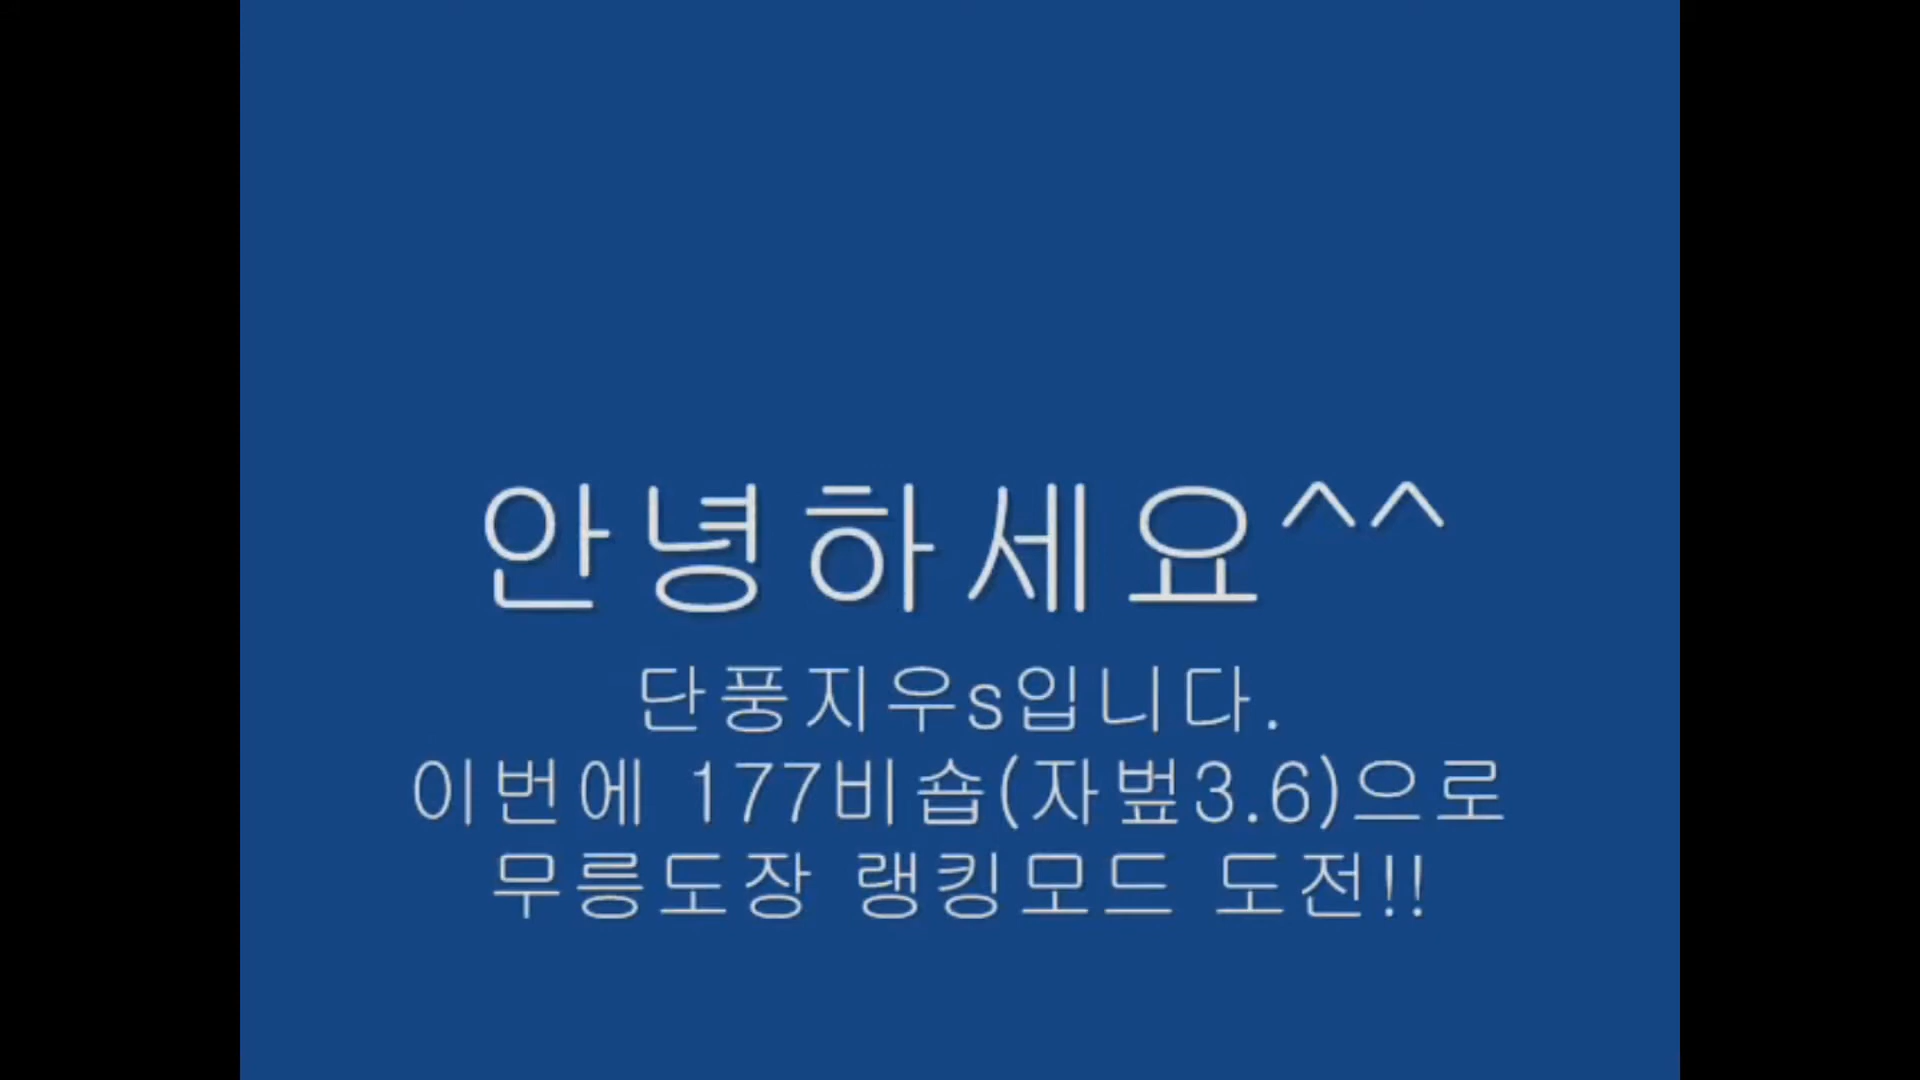 안녕하세요^^
단풍지우s입니다.
이번에 177비숍(자벞3.6)으로
무릉도장 랭킹모드 도전!!